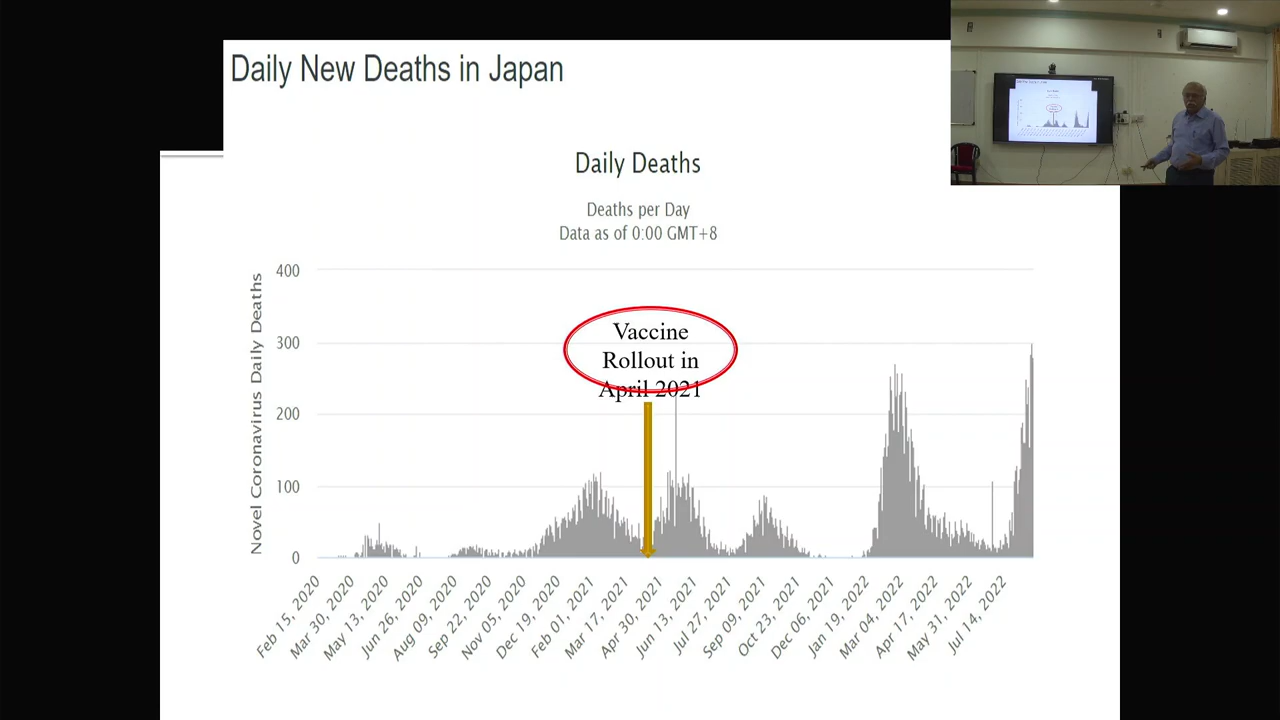 Daily New Deaths in Japan
Daily Deaths
Deaths per Day
Data as of 0:00 GMT+8
Novel Coronavirus Daily Deaths
400
300
200
100
0
Vaccine
Rollout in
April 2021
Feb 15, 2020
Mar 30, 2020
May 13, 2020
Jun 26, 2020
Aug 09, 2020
Sep 22, 2020
Nov 05, 2020
Dec 19, 2020
Feb 01, 2021
Mar 17, 2021
Apr 30, 2021
Jun 13, 2021
Jul 27, 2021
Sep 09, 2021
Oct 23, 2021
Dec 06, 2021
Jan 19, 2022
Mar 04, 2022
Apr 17, 2022
May 31, 2022
Jul 14, 2022